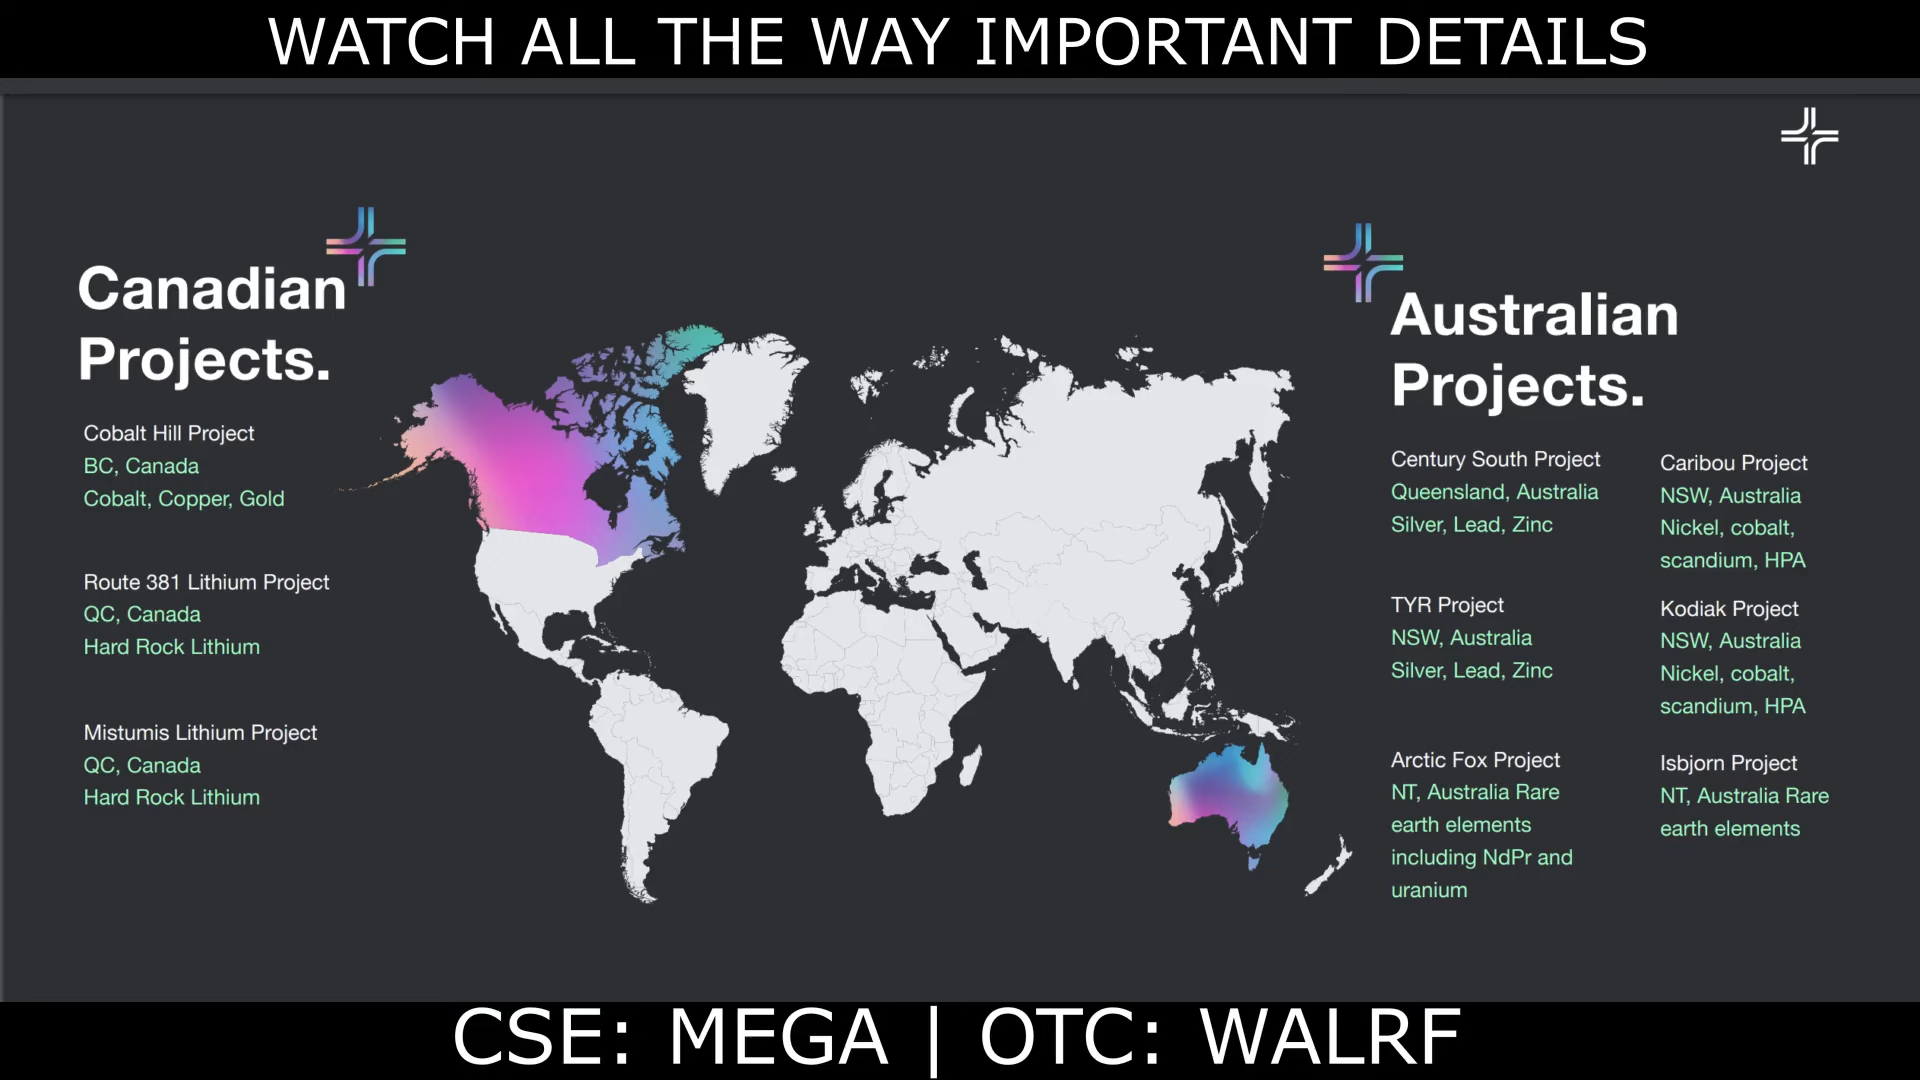 WATCH ALL THE WAY IMPORTANT DETAILS
Canadian
Projects.
Cobalt Hill Project
BC, Canada
Cobalt, Copper, Gold
Route 381 Lithium Project
QC, Canada
Hard Rock Lithium
Mistumis Lithium Project
QC, Canada
Hard Rock Lithium
Australian
Projects.
Century South Project
Queensland, Australia
Silver, Lead, Zinc
TYR Project
NSW, Australia
Silver, Lead, Zinc
Arctic Fox Project
NT, Australia Rare
earth elements
including NdPr and
uranium
Caribou Project
NSW, Australia
Nickel, cobalt,
scandium, HPA
Kodiak Project
NSW, Australia
Nickel, cobalt,
scandium, HPA
Isbjorn Project
NT, Australia Rare
earth elements
CSE: MEGA | OTC: WALRF